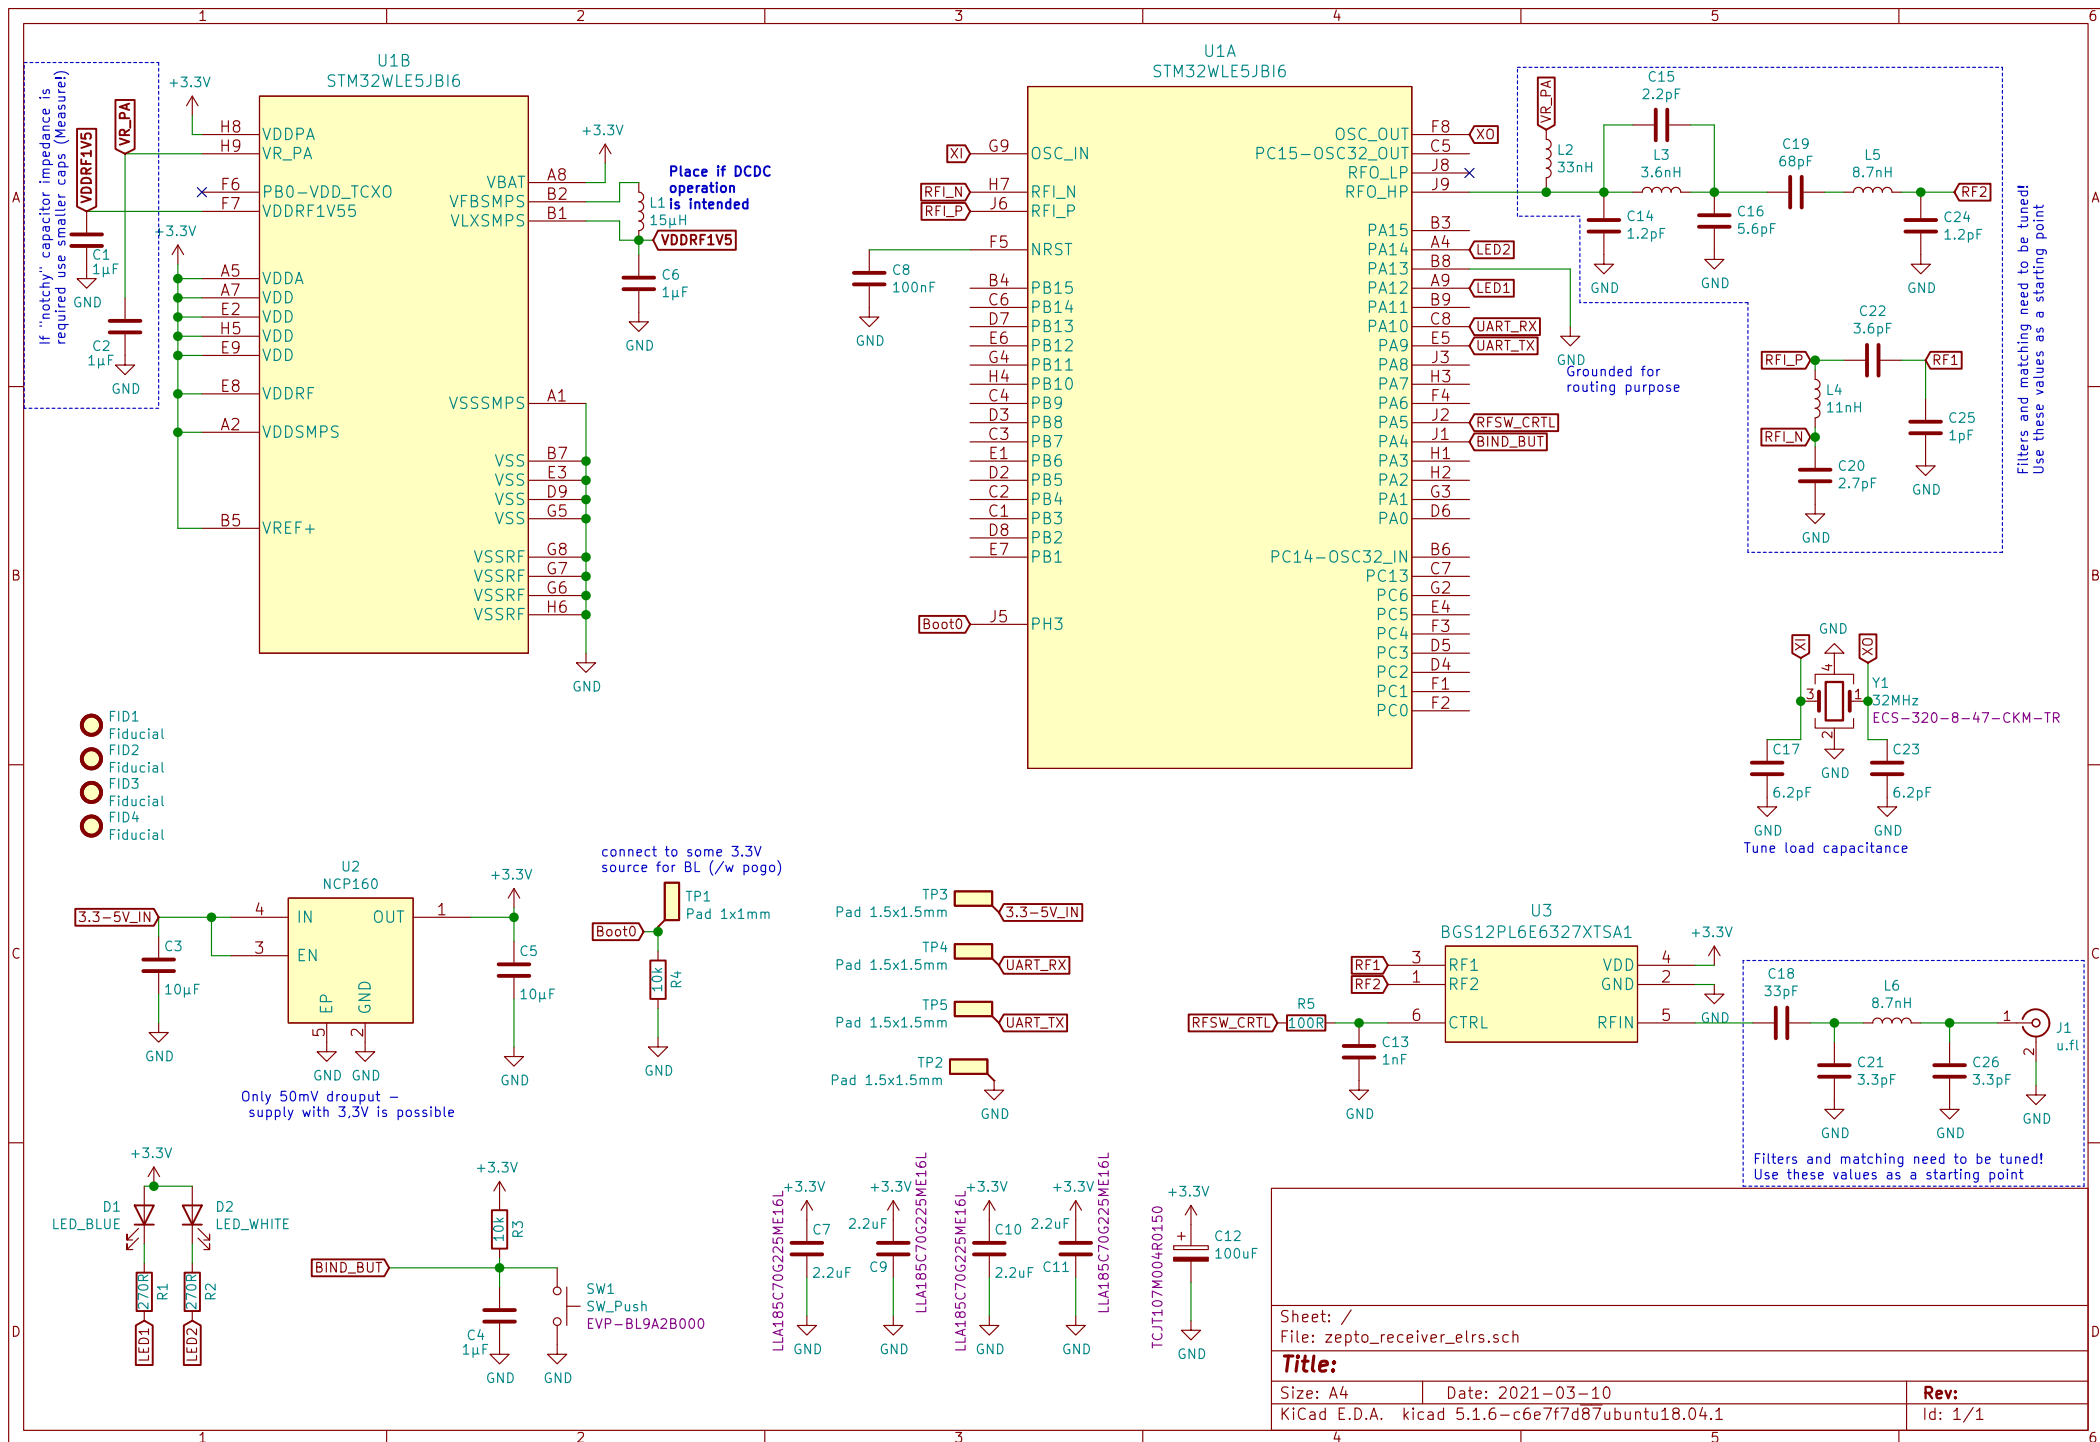 1
2
3
4
5
6
A
B
C
D
A
B
C
D
1
2
3
4
5
6
If "notchy" capacitor impedance is
required use smaller caps (Measure!)
VDDRF1V5
VR_PA
+3.3V
C1
1µF
GND
C2
1µF
GND
+3.3V
U1B
STM32WLE5JBI6
H8 VDDPA
H9 VR_PA
F6 PB0-VDD_TCXO
F7 VDDRF1V55
A5 VDDA
A7 VDD
E2 VDD
H5 VDD
E9 VDD
E8 VDDRF
A2 VDDSMPS
B5 VREF+
VBAT A8
VFBSMPS B2
VLXSMPS B1
VSSSMPS A1
VSS B7
VSS E3
VSS D9
VSS G5
VSSRF G8
VSSRF G7
VSSRF G6
VSSRF H6
GND
+3.3V
Place if DCDC
operation
is intended
L1
15µH
VDDRF1V5
C6
1µF
GND
U1A
STM32WLE5JBI6
XI G9 OSC_IN
RFI_N H7 RFI_N
RFI_P J6 RFI_P
F5 NRST
C8
100nF
GND
B4 PB15
C6 PB14
D7 PB13
E6 PB12
G4 PB11
H4 PB10
C4 PB9
D3 PB8
C3 PB7
E1 PB6
D2 PB5
C2 PB4
C1 PB3
D8 PB2
E7 PB1
Boot0 J5 PH3
OSC_OUT F8 XO
PC15-OSC32_OUT C5
RFO_LP J8
RFO_HP J9
PA15 B3
PA14 A4 LED2
PA13 B8
PA12 A9 LED1
PA11 B9
PA10 C8 UART_RX
PA9 E5 UART_TX
PA8 J3
PA7 H3
PA6 F4
PA5 J2 RFSW_CRTL
PA4 J1 BIND_BUT
PA3 H1
PA2 H2
PA1 G3
PA0 D6
PC14-OSC32_IN B6
PC13 C7
PC6 G2
PC5 E4
PC4 F3
PC3 D5
PC2 D4
PC1 F1
PC0 F2
GND
Grounded for
routing purpose
VR_PA
L2
33nH
C15
2.2pF
L3
3.6nH
C14
1.2pF
GND
C16
5.6pF
GND
C19
68pF
L5
8.7nH
RF2
C24
1.2pF
GND
C22
3.6pF
RFI_P
RF1
L4
11nH
RFI_N
C25
1pF
GND
C20
2.7pF
GND
Filters and matching need to be tuned!
Use these values as a starting point
GND
XI
XO
4
3
1
2
Y1
32MHz
ECS-320-8-47-CKM-TR
C17
6.2pF
GND
GND
C23
6.2pF
GND
Tune load capacitance
FID1
Fiducial
FID2
Fiducial
FID3
Fiducial
FID4
Fiducial
U2
NCP160
3.3-5V_IN
4 IN
3 EN
OUT 1
EP
GND
5
2
GND
GND
C3
10µF
GND
+3.3V
C5
10µF
GND
Only 50mV drouput -
supply with 3,3V is possible
connect to some 3.3V
source for BL (/w pogo)
TP1
Pad 1x1mm
Boot0
10k
R4
GND
TP3
Pad 1.5x1.5mm
3.3-5V_IN
TP4
Pad 1.5x1.5mm
UART_RX
TP5
Pad 1.5x1.5mm
UART_TX
TP2
Pad 1.5x1.5mm
GND
U3
BGS12PL6E6327XTSA1
RF1 3 RF1
RF2 1 RF2
RFSW_CRTL
R5
100R
6 CTRL
C13
1nF
GND
VDD 4
GND 2
RFIN 5
+3.3V
GND
C18
33pF
L6
8.7nH
C21
3.3pF
GND
C26
3.3pF
GND
1
2
J1
u.fl
GND
Filters and matching need to be tuned!
Use these values as a starting point
+3.3V
D1
LED_BLUE
D2
LED_WHITE
270R
R1
270R
R2
LED1
LED2
+3.3V
10k
R3
BIND_BUT
C4
1µF
GND
SW1
SW_Push
EVP-BL9A2B000
GND
+3.3V
C7
2.2uF
LLA185C70G225ME16L
GND
+3.3V
2.2uF
C9
LLA185C70G225ME16L
GND
+3.3V
C10
2.2uF
LLA185C70G225ME16L
GND
+3.3V
2.2uF
C11
LLA185C70G225ME16L
GND
+3.3V
+
C12
100uF
TCJT107M004R0150
GND
Sheet: /
File: zepto_receiver_elrs.sch
Title:
Size: A4
Date: 2021-03-10
Rev:
KiCad E.D.A. kicad 5.1.6-c6e7f7d87ubuntu18.04.1
Id: 1/1